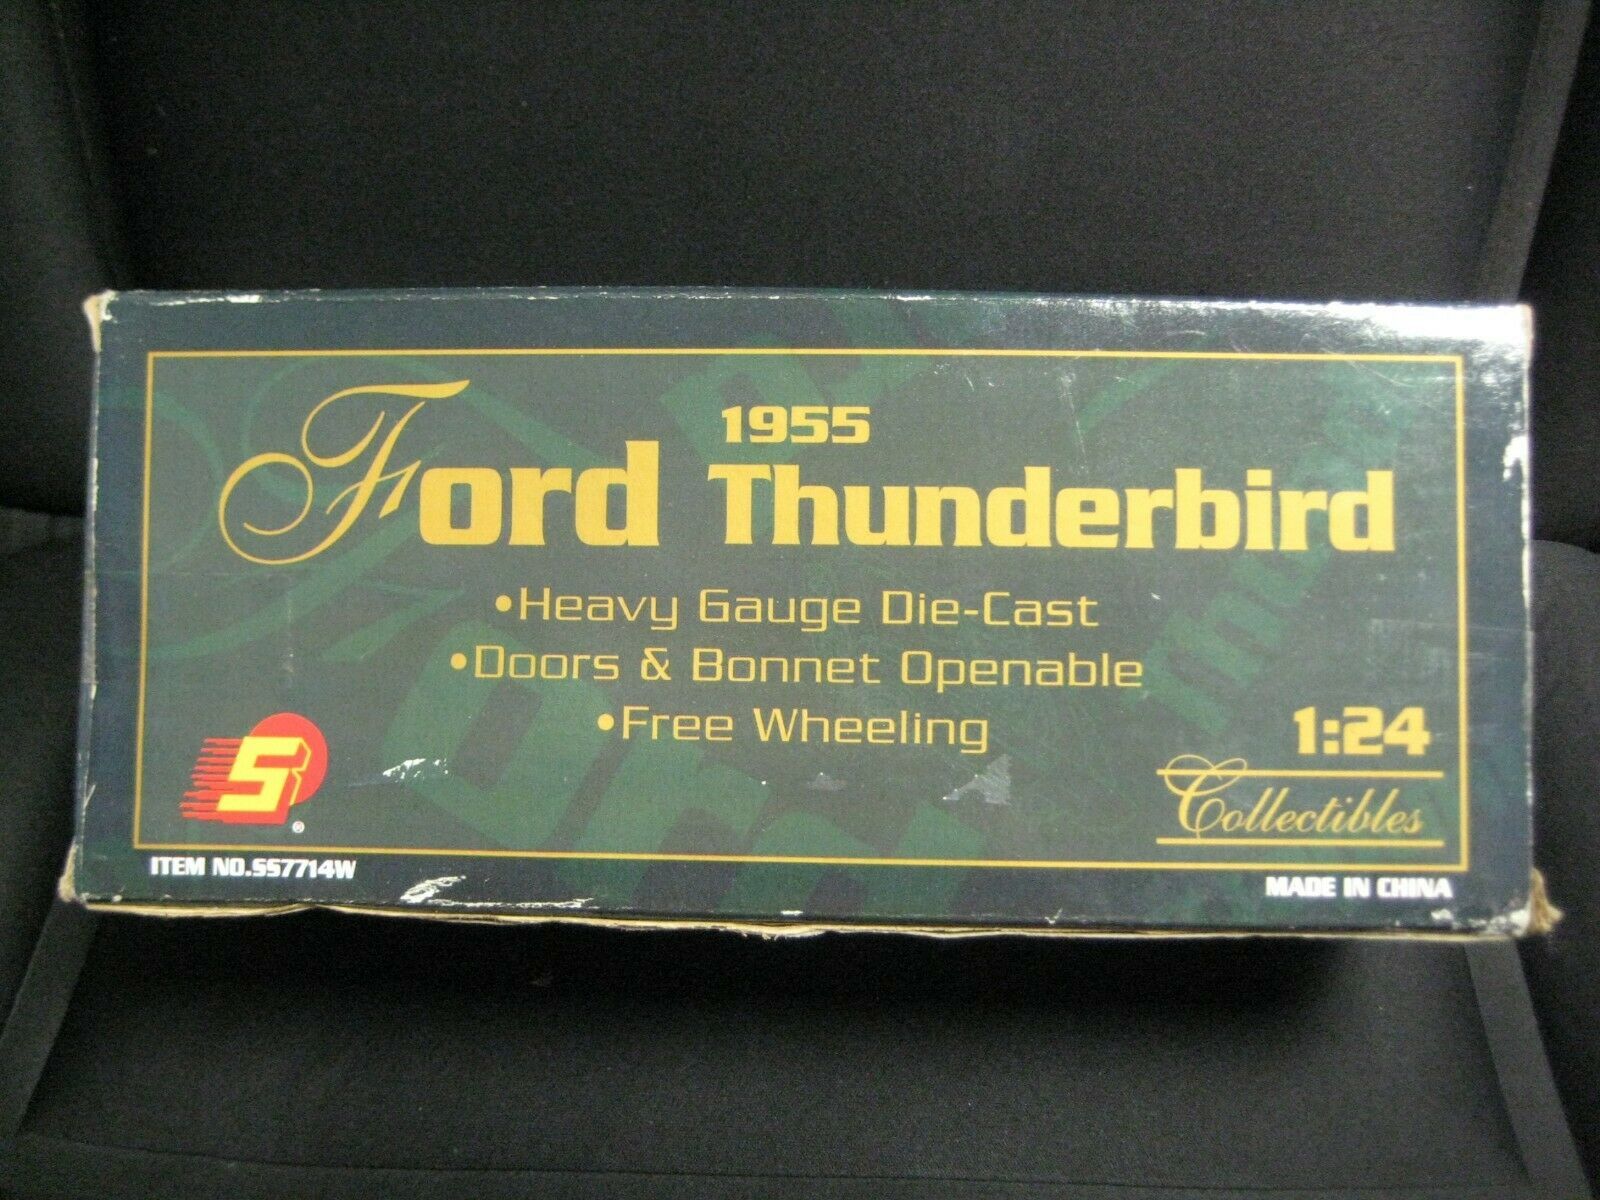 1955
Ford Thunderbird
•Heavy Gauge Die-Cast
•Doors & Bonnet Openable
•Free Wheeling
1:24
Collectibles
S
®
ITEM NO.SS7714W
MADE IN CHINA